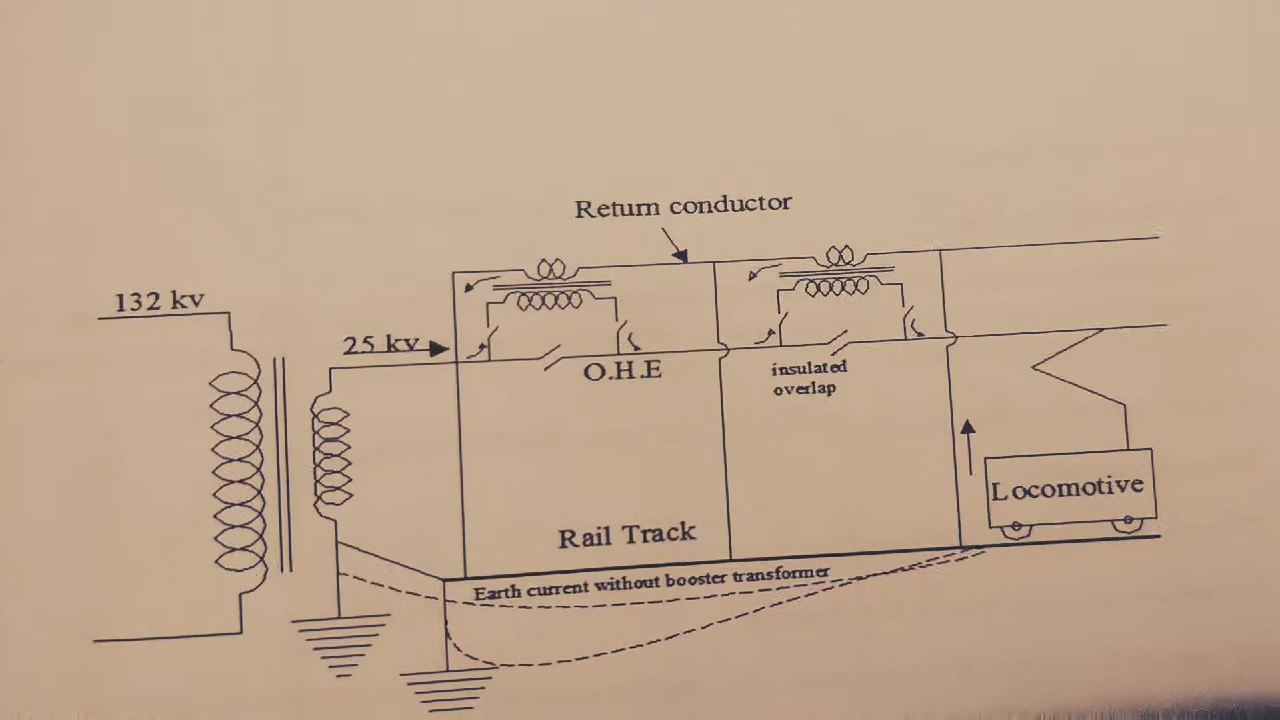 Return conductor
132 kv
25 kv
O.H.E
insulated
overlap
Locomotive
Rail Track
Earth current without booster transformer